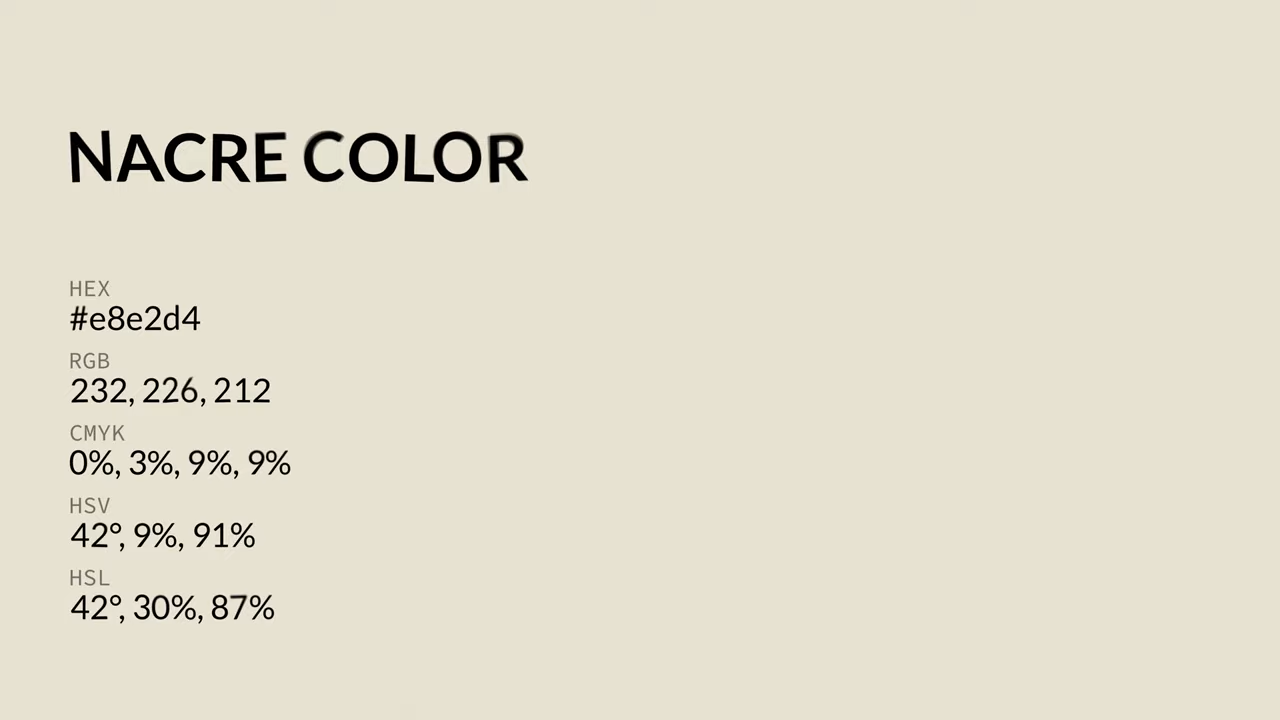 NACRE COLOR
HEX
#e8e2d4
RGB
232, 226, 212
CMYK
0%, 3%, 9%, 9%
HSV
42°, 9%, 91%
HSL
42°, 30%, 87%